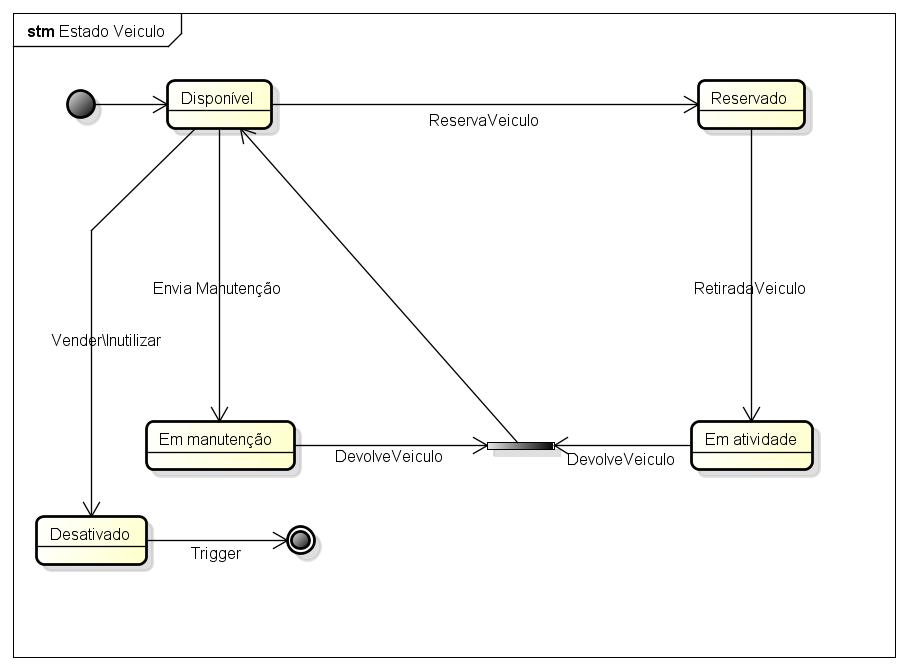 stm Estado Veiculo
Disponível
Reservado
ReservaVeiculo
Envia Manutenção
RetiradaVeiculo
Vender\Inutilizar
Em manutenção
Em atividade
DevolveVeiculo
DevolveVeiculo
Desativado
Trigger